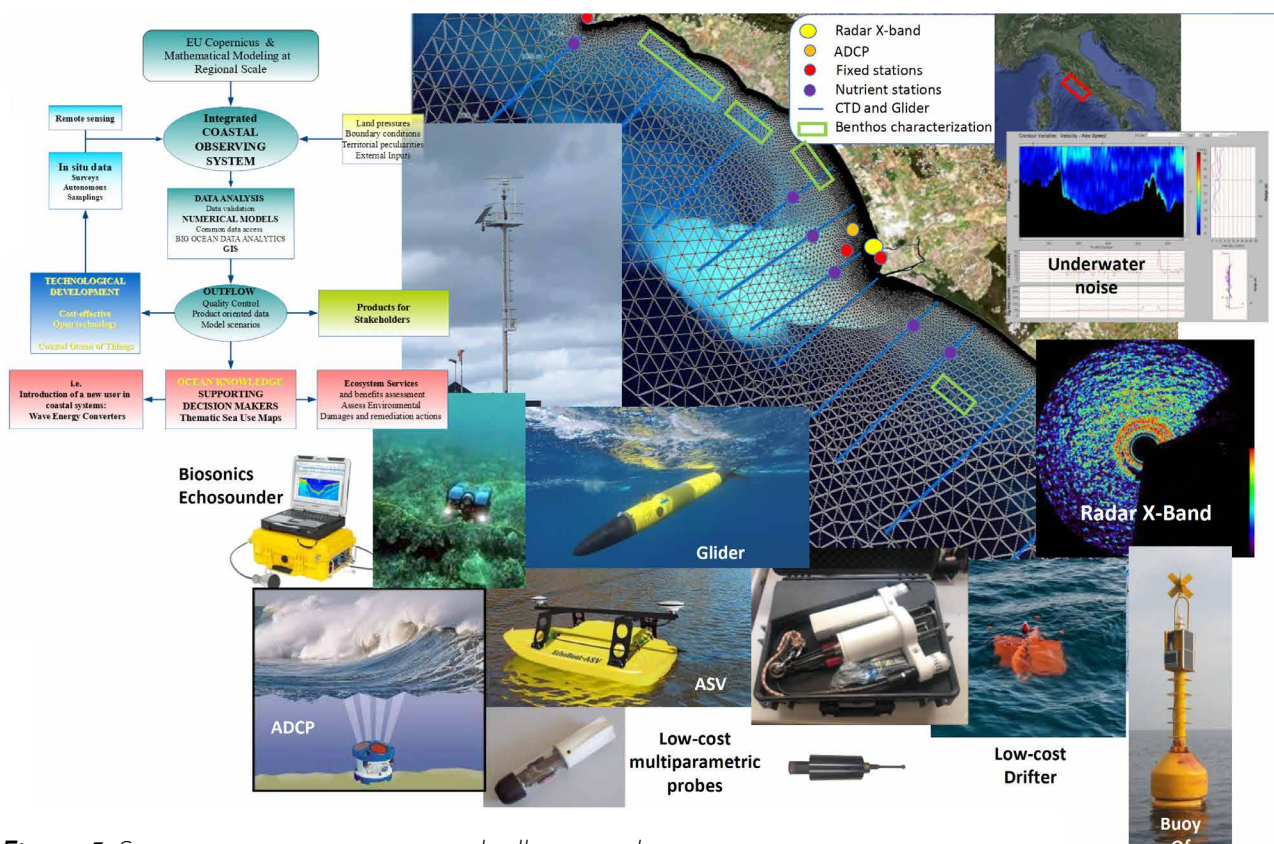 EU Copernicus &
Mathematical Modeling at
Regional Scale
Remote sensing
Integrated
COASTAL
OBSERVING
SYSTEM
Land pressures
Boundary conditions
Territorial peculiarities
External Inputs
In situ data
Surveys
Autonomous
Samplings
DATA ANALYSIS
Data validation
NUMERICAL MODELS
Common data access
BIG OCEAN DATA ANALYTICS
GIS
TECHNOLOGICAL
DEVELOPMENT
Cost-effective
Open technology
Coastal Ocean of Things
OUTFLOW
Quality Control
Product oriented data
Model scenarios
Products for
Stakeholders
i.e.
Introduction of a new user in
coastal systems:
Wave Energy Converters
OCEAN KNOWLEDGE
SUPPORTING
DECISION MAKERS
Thematic Sea Use Maps
Ecosystem Services
and benefits assessment
Assess Environmental
Damages and remediation actions
Radar X-band
ADCP
Fixed stations
Nutrient stations
CTD and Glider
Benthos characterization
Underwater
noise
Biosonics
Echosounder
Glider
Radar X-Band
ADCP
EchoBoat-ASV
ASV
Low-cost
multiparametric
probes
Low-cost
Drifter
Buoy
Of